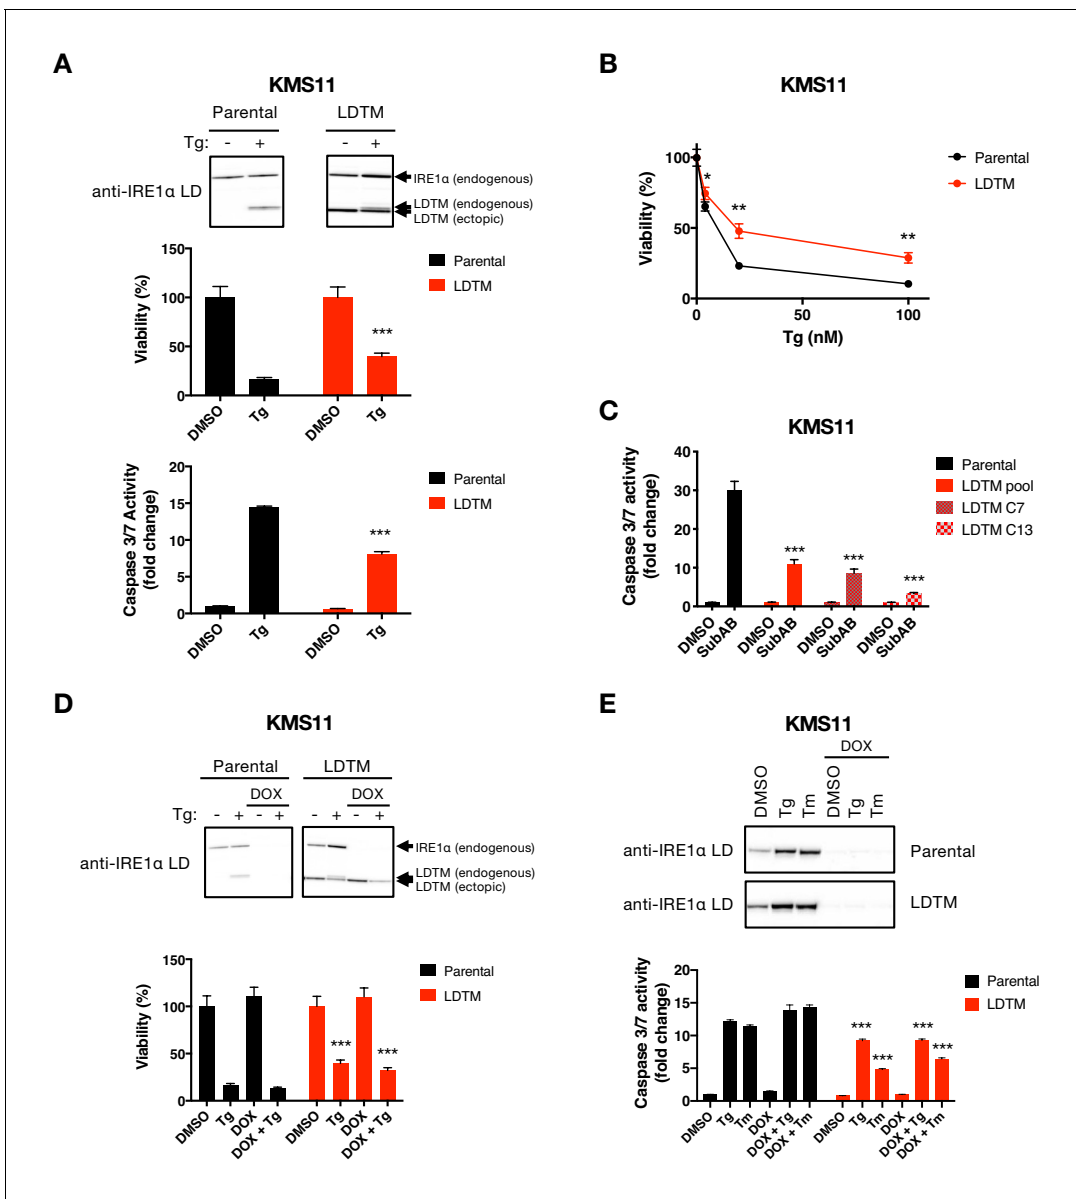 A
KMS11
Parental
LDTM
Tg:
- + - +
anti-IRE1α LD
IRE1α (endogenous)
LDTM (endogenous)
LDTM (ectopic)
Viability (%)
150
100
50
0
DMSO
Tg
DMSO
Tg
***
Parental
LDTM
Caspase 3/7 Activity
(fold change)
20
15
10
5
0
DMSO
Tg
DMSO
Tg
***
Parental
LDTM
B
KMS11
Viability (%)
100
50
0
0
50
100
Tg (nM)
*
**
**
Parental
LDTM
C
KMS11
Caspase 3/7 activity
(fold change)
40
30
20
10
0
DMSO
SubAB
DMSO
SubAB
DMSO
SubAB
DMSO
SubAB
***
***
***
Parental
LDTM pool
LDTM C7
LDTM C13
D
KMS11
Parental
LDTM
DOX
DOX
Tg:
- + - + - + - +
anti-IRE1α LD
IRE1α (endogenous)
LDTM (endogenous)
LDTM (ectopic)
Viability (%)
150
100
50
0
DMSO
Tg
DOX
DOX + Tg
DMSO
Tg
DOX
DOX + Tg
***
***
Parental
LDTM
E
KMS11
DOX
DMSO
Tg
Tm
DMSO
Tg
Tm
anti-IRE1α LD
Parental
anti-IRE1α LD
LDTM
Caspase 3/7 activity
(fold change)
20
15
10
5
0
DMSO
Tg
Tm
DOX
DOX + Tg
DOX + Tm
DMSO
Tg
Tm
DOX
DOX + Tg
DOX + Tm
***
***
***
***
Parental
LDTM